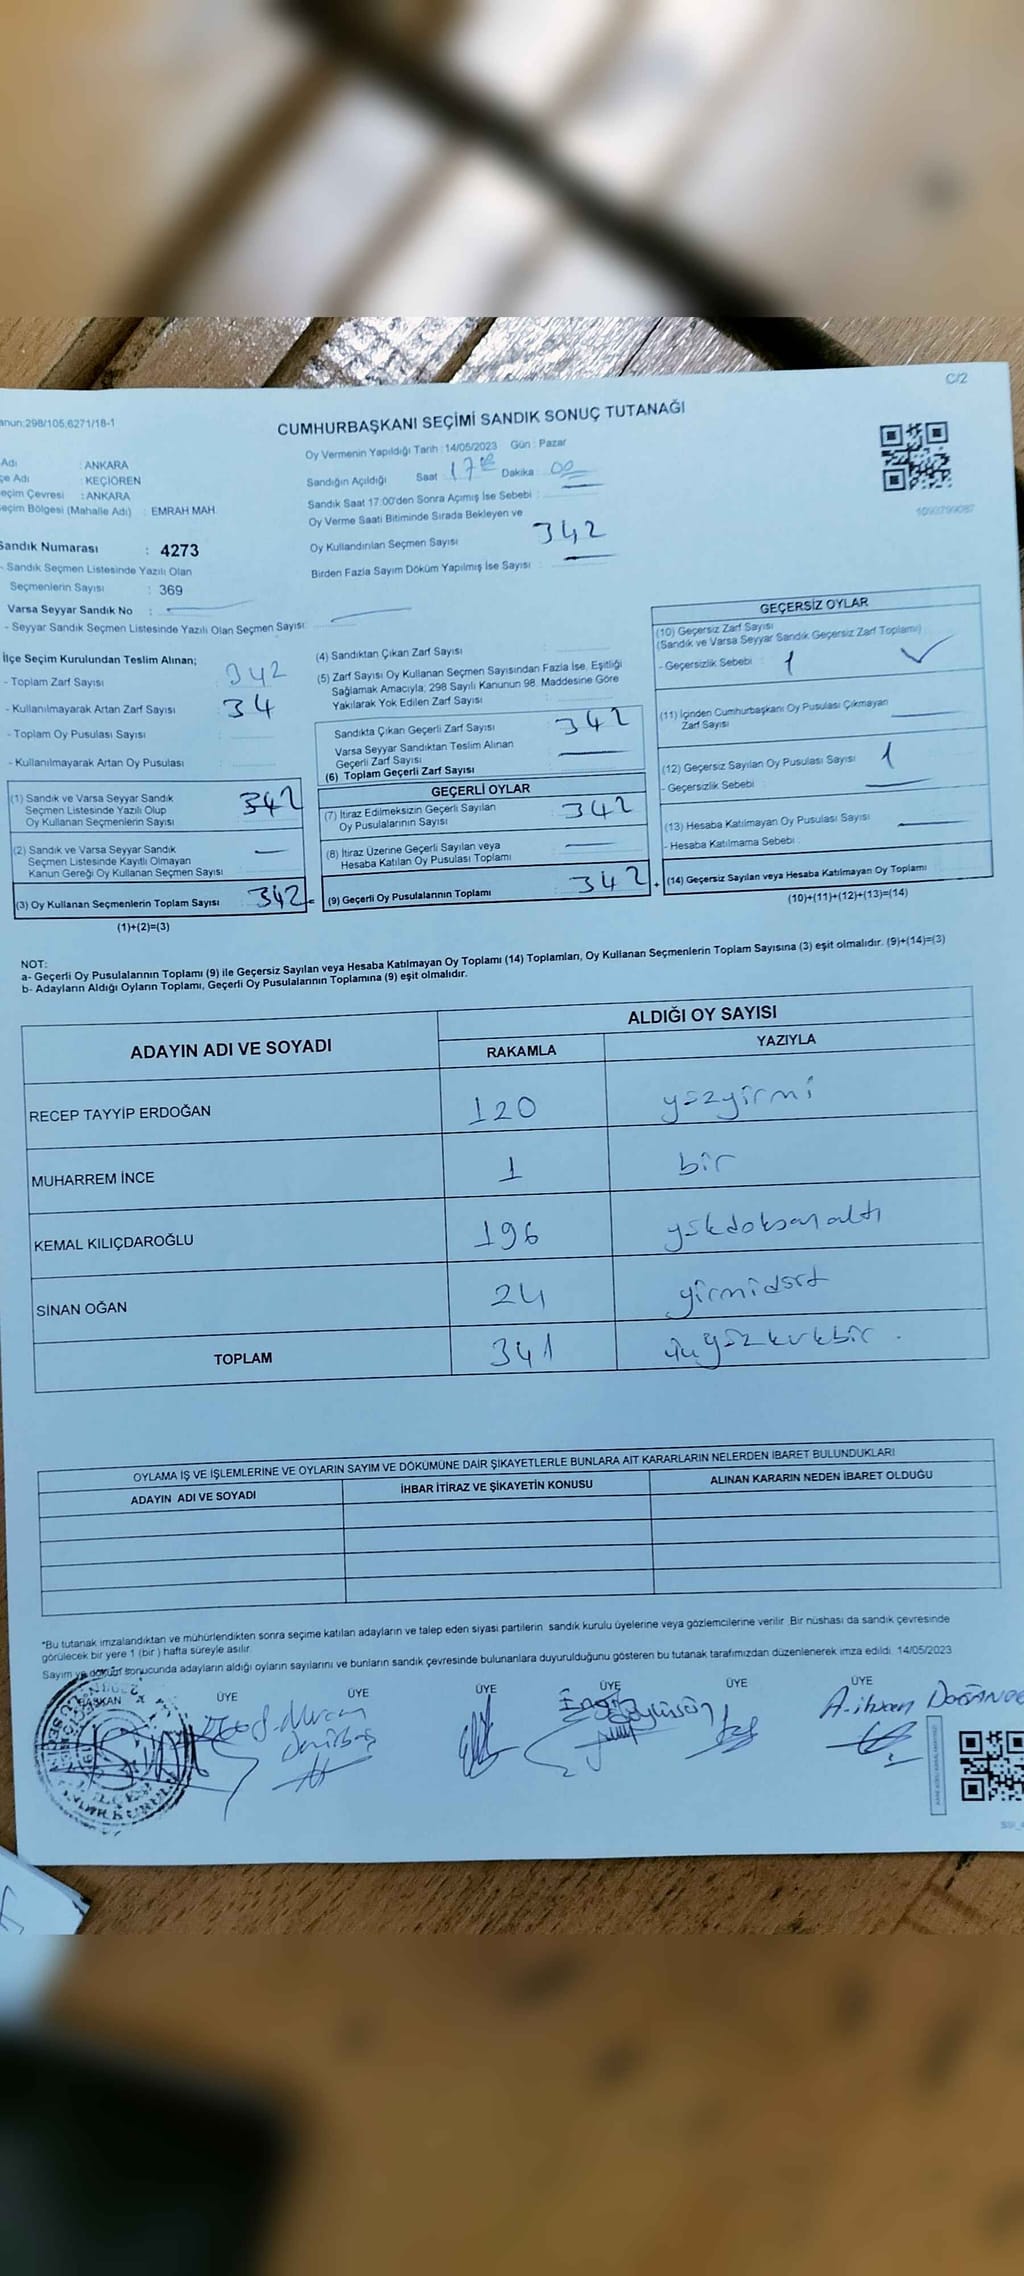 C/2
anun:298/105,6271/18-1
CUMHURBAŞKANI SEÇİMİ SANDIK SONUÇ TUTANAĞI
Oy Vermenin Yapıldığı Tarih : 14/05/2023 Gün : Pazar
Adı : ANKARA
çe Adı : KEÇİÖREN
eçim Çevresi : ANKARA
eçim Bölgesi (Mahalle Adı) : EMRAH MAH.
Sandığın Açıldığı Saat 17 00 Dakika 00
Sandık Saat 17:00'den Sonra Açımış İse Sebebi :
Oy Verme Saati Bitiminde Sırada Bekleyen ve
Oy Kullandırılan Seçmen Sayısı 342
Birden Fazla Sayım Döküm Yapılmış İse Sayısı :
1093799087
Sandık Numarası : 4273
- Sandık Seçmen Listesinde Yazılı Olan
Seçmenlerin Sayısı : 369
Varsa Seyyar Sandık No :
- Seyyar Sandık Seçmen Listesinde Yazılı Olan Seçmen Sayısı:
İlçe Seçim Kurulundan Teslim Alınan;
- Toplam Zarf Sayısı 342
- Kullanılmayarak Artan Zarf Sayısı : 34
- Toplam Oy Pusulası Sayısı :
- Kullanılmayarak Artan Oy Pusulası :
(1) Sandık ve Varsa Seyyar Sandık
Seçmen Listesinde Yazılı Olup
Oy Kullanan Seçmenlerin Sayısı 342
(2) Sandık ve Varsa Seyyar Sandık
Seçmen Listesinde Kayıtlı Olmayan
Kanun Gereği Oy Kullanan Seçmen Sayısı
(3) Oy Kullanan Seçmenlerin Toplam Sayısı 342 =
(1)+(2)=(3)
(4) Sandıktan Çıkan Zarf Sayısı :
(5) Zarf Sayısı Oy Kullanan Seçmen Sayısından Fazla İse, Eşitliği
Sağlamak Amacıyla; 298 Sayılı Kanunun 98. Maddesine Göre
Yakılarak Yok Edilen Zarf Sayısı :
Sandıkta Çıkan Geçerli Zarf Sayısı : 342
Varsa Seyyar Sandıktan Teslim Alınan
Geçerli Zarf Sayısı :
(6) Toplam Geçerli Zarf Sayısı
GEÇERLİ OYLAR
(7) İtiraz Edilmeksizin Geçerli Sayılan
Oy Pusulalarının Sayısı : 342
(8) İtiraz Üzerine Geçerli Sayılan veya
Hesaba Katılan Oy Pusulası Toplamı :
(9) Geçerli Oy Pusulalarının Toplamı 342 +
GEÇERSİZ OYLAR
(10) Geçersiz Zarf Sayısı
(Sandık ve Varsa Seyyar Sandık Geçersiz Zarf Toplamı)
- Geçersizlik Sebebi : 1
(11) İçinden Cumhurbaşkanı Oy Pusulası Çıkmayan
Zarf Sayısı
(12) Geçersiz Sayılan Oy Pusulası Sayısı : 1
- Geçersizlik Sebebi :
(13) Hesaba Katılmayan Oy Pusulası Sayısı :
- Hesaba Katılmama Sebebi :
(14) Geçersiz Sayılan veya Hesaba Katılmayan Oy Toplamı
(10)+(11)+(12)+(13)=(14)
NOT:
a- Geçerli Oy Pusulalarının Toplamı (9) ile Geçersiz Sayılan veya Hesaba Katılmayan Oy Toplamı (14) Toplamları, Oy Kullanan Seçmenlerin Toplam Sayısına (3) eşit olmalıdır. (9)+(14)=(3)
b- Adayların Aldığı Oyların Toplamı, Geçerli Oy Pusulalarının Toplamına (9) eşit olmalıdır.
ADAYIN ADI VE SOYADI
ALDIĞI OY SAYISI
RAKAMLA YAZIYLA
RECEP TAYYİP ERDOĞAN 120 yüzyirmi
MUHARREM İNCE 1 bir
KEMAL KILIÇDAROĞLU 196 yükdoksanaltı
SİNAN OĞAN 24 yirmidört
TOPLAM 341 üçyüzkırkbir.
OYLAMA İŞ VE İŞLEMLERİNE VE OYLARIN SAYIM VE DÖKÜMÜNE DAİR ŞİKAYETLERLE BUNLARA AİT KARARLARIN NELERDEN İBARET BULUNDUKLARI
ADAYIN ADI VE SOYADI İHBAR İTİRAZ VE ŞİKAYETİN KONUSU ALINAN KARARIN NEDEN İBARET OLDUĞU
*Bu tutanak imzalandıktan ve mühürlendikten sonra seçime katılan adayların ve talep eden siyasi partilerin sandık kurulu üyelerine veya gözlemcilerine verilir. Bir nüshası da sandık çevresinde
görülecek bir yere 1 (bir ) hafta süreyle asılır.
Sayım ve döküm sonucunda adayların aldığı oyların sayılarını ve bunların sandık çevresinde bulunanlara duyurulduğunu gösteren bu tutanak tarafımızdan düzenlenerek imza edildi. 14/05/2023
BAŞKAN ÜYE ÜYE ÜYE ÜYE ÜYE ÜYE
A.ihsan DOĞAN